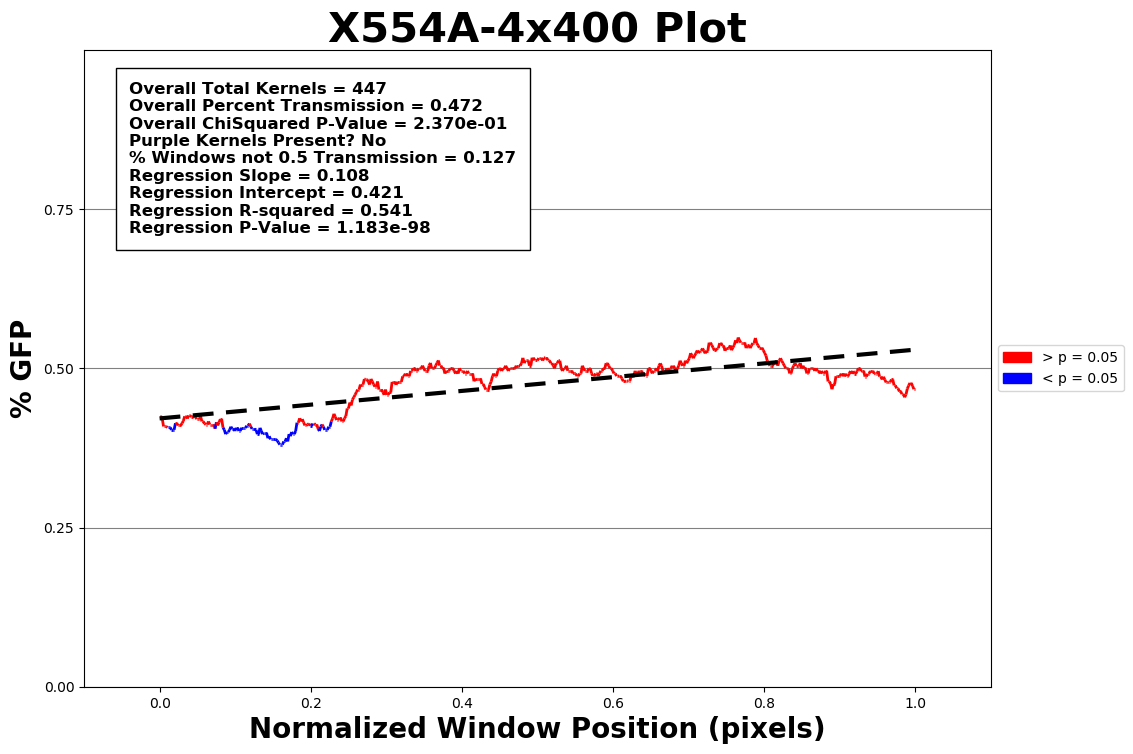 X554A-4x400 Plot
Overall Total Kernels = 447
Overall Percent Transmission = 0.472
Overall ChiSquared P-Value = 2.370e-01
Purple Kernels Present? No
% Windows not 0.5 Transmission = 0.127
Regression Slope = 0.108
Regression Intercept = 0.421
Regression R-squared = 0.541
Regression P-Value = 1.183e-98
% GFP
0.75
0.50
0.25
0.00
> p = 0.05
< p = 0.05
0.0 0.2 0.4 0.6 0.8 1.0
Normalized Window Position (pixels)